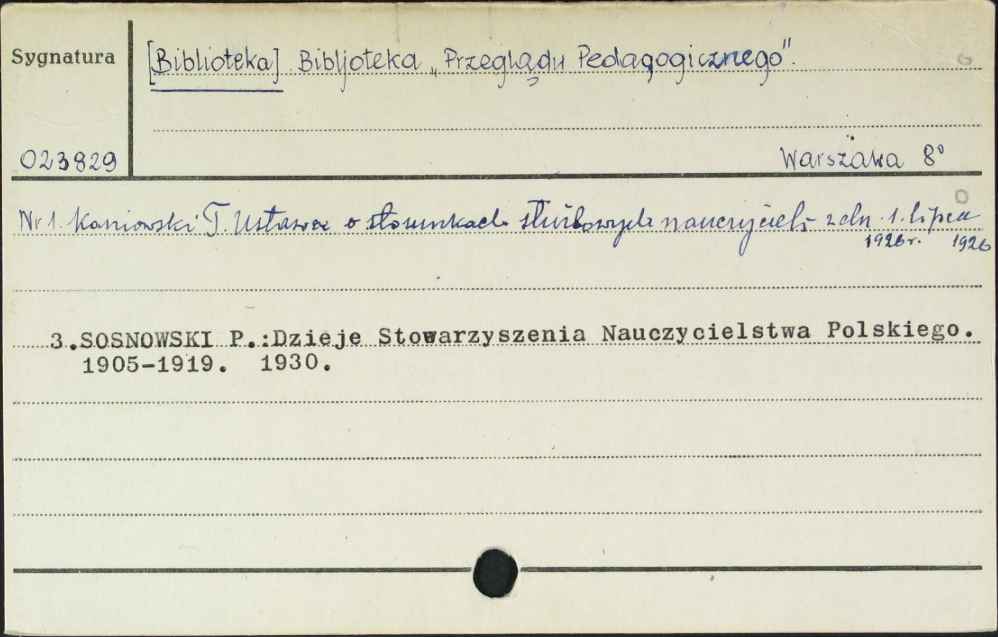 Sygnatura
[Biblioteka] Bibljoteka „Przeglądu Pedagogicznego".
023829
Warszawa 8°
Nr 1. Kaniowski T. Ustawa o stosunkach służbowych nauczycieli z dn. 1. lipca
1926r. 1926
3.SOSNOWSKI P.:Dzieje Stowarzyszenia Nauczycielstwa Polskiego.
1905-1919. 1930.